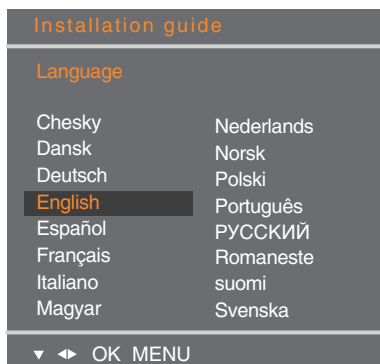 Installation guide
Language
Chesky
Dansk
Deutsch
English
Español
Français
Italiano
Magyar
Nederlands
Norsk
Polski
Português
РУССКИЙ
Romaneste
suomi
Svenska
OK MENU